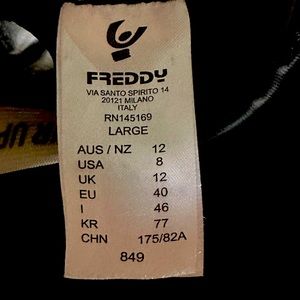 FREDDY
VIA SANTO SPIRITO 14
20121 MILANO
ITALY
RN145169
LARGE
AUS / NZ 12
USA 8
UK 12
EU 40
I 46
KR 77
CHN 175/82A
849
R UP